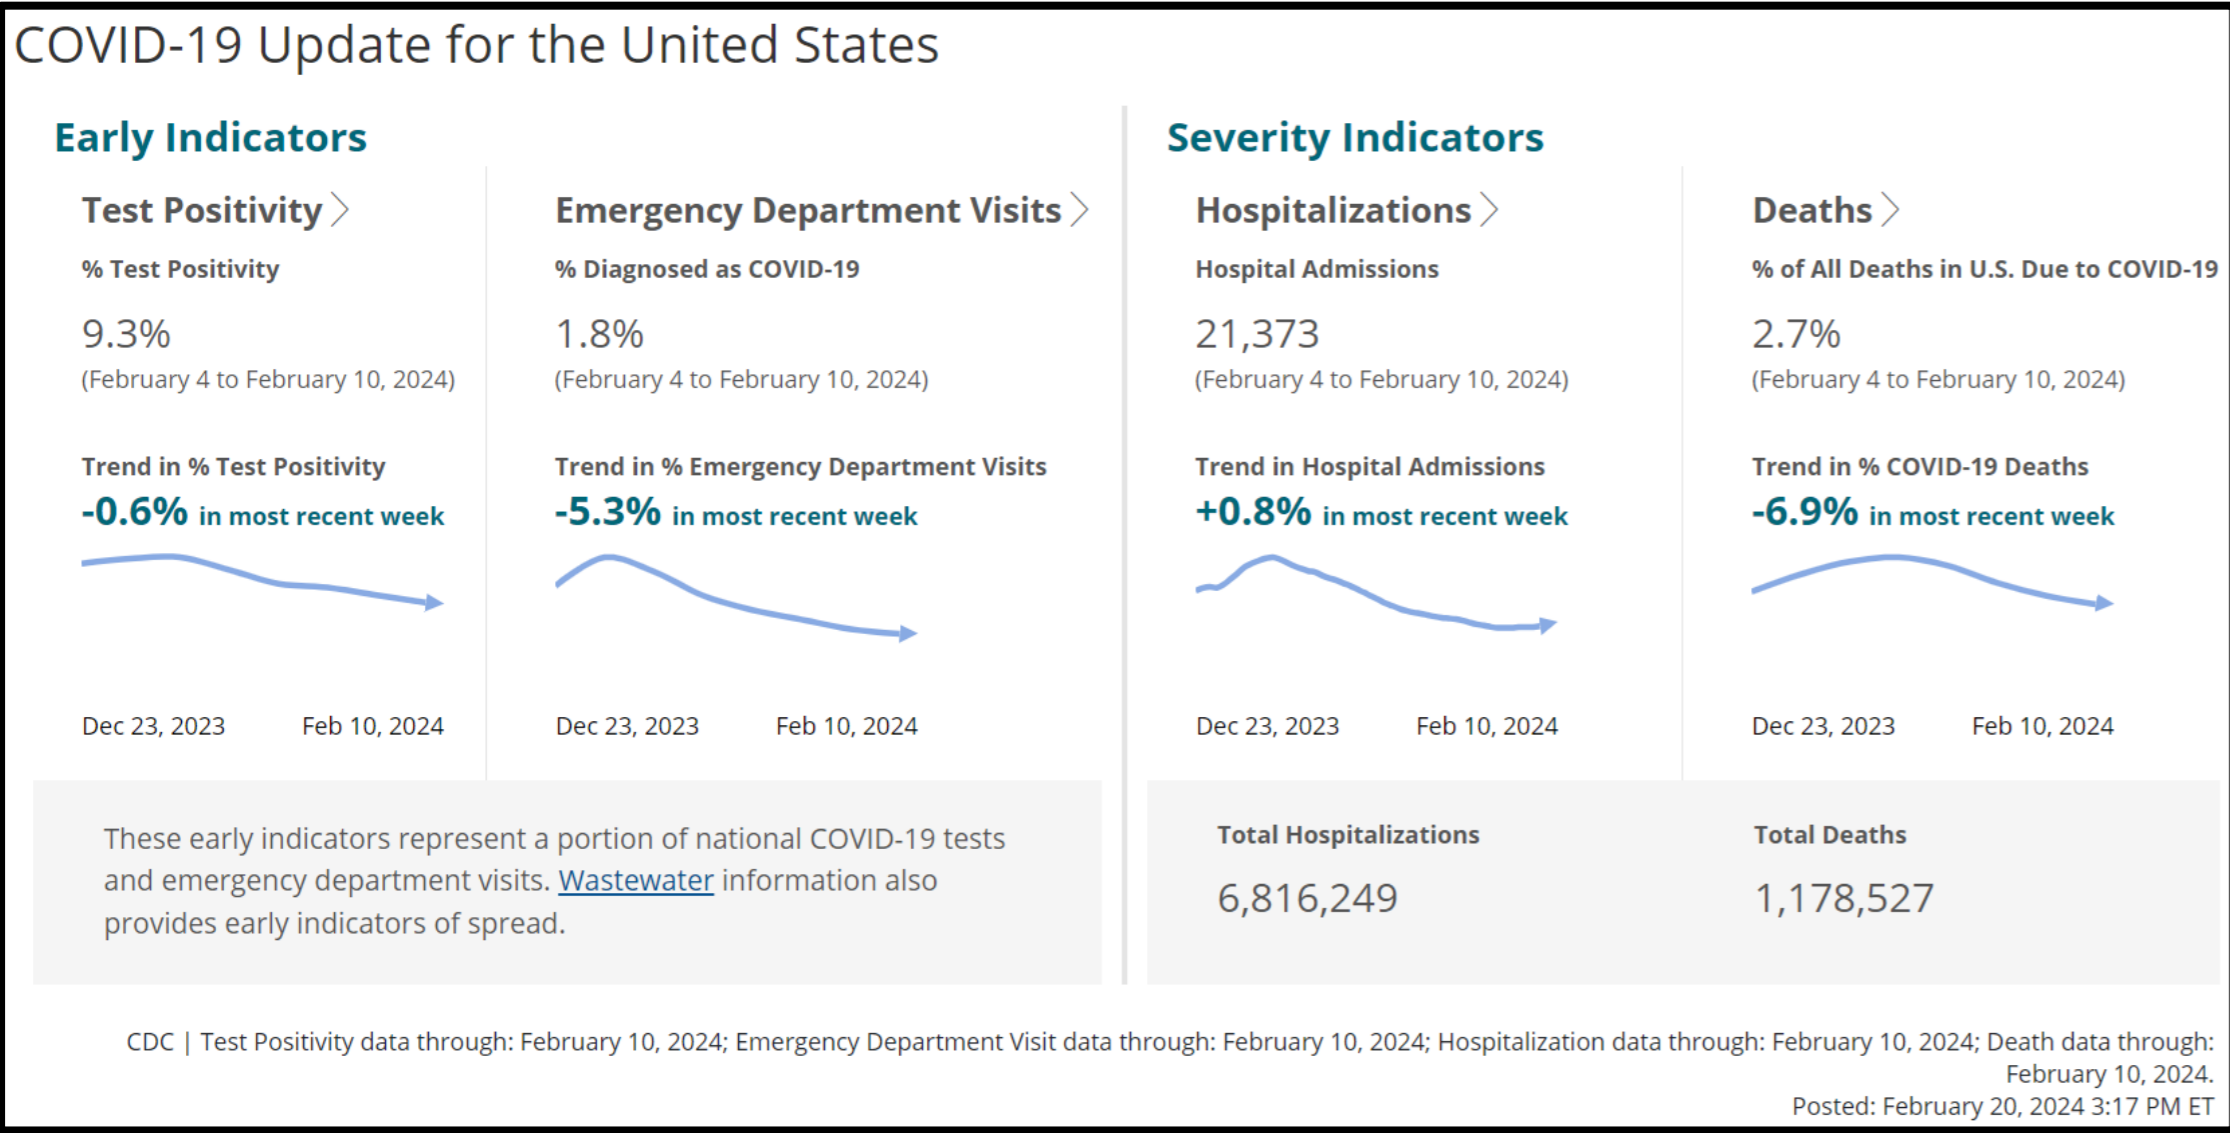 COVID-19 Update for the United States
Early Indicators
Test Positivity
% Test Positivity
9.3%
(February 4 to February 10, 2024)
Trend in % Test Positivity
-0.6% in most recent week
Dec 23, 2023 Feb 10, 2024
Emergency Department Visits
% Diagnosed as COVID-19
1.8%
(February 4 to February 10, 2024)
Trend in % Emergency Department Visits
-5.3% in most recent week
Dec 23, 2023 Feb 10, 2024
These early indicators represent a portion of national COVID-19 tests
and emergency department visits. Wastewater information also
provides early indicators of spread.
Severity Indicators
Hospitalizations
Hospital Admissions
21,373
(February 4 to February 10, 2024)
Trend in Hospital Admissions
+0.8% in most recent week
Dec 23, 2023 Feb 10, 2024
Deaths
% of All Deaths in U.S. Due to COVID-19
2.7%
(February 4 to February 10, 2024)
Trend in % COVID-19 Deaths
-6.9% in most recent week
Dec 23, 2023 Feb 10, 2024
Total Hospitalizations
6,816,249
Total Deaths
1,178,527
CDC | Test Positivity data through: February 10, 2024; Emergency Department Visit data through: February 10, 2024; Hospitalization data through: February 10, 2024; Death data through:
February 10, 2024.
Posted: February 20, 2024 3:17 PM ET